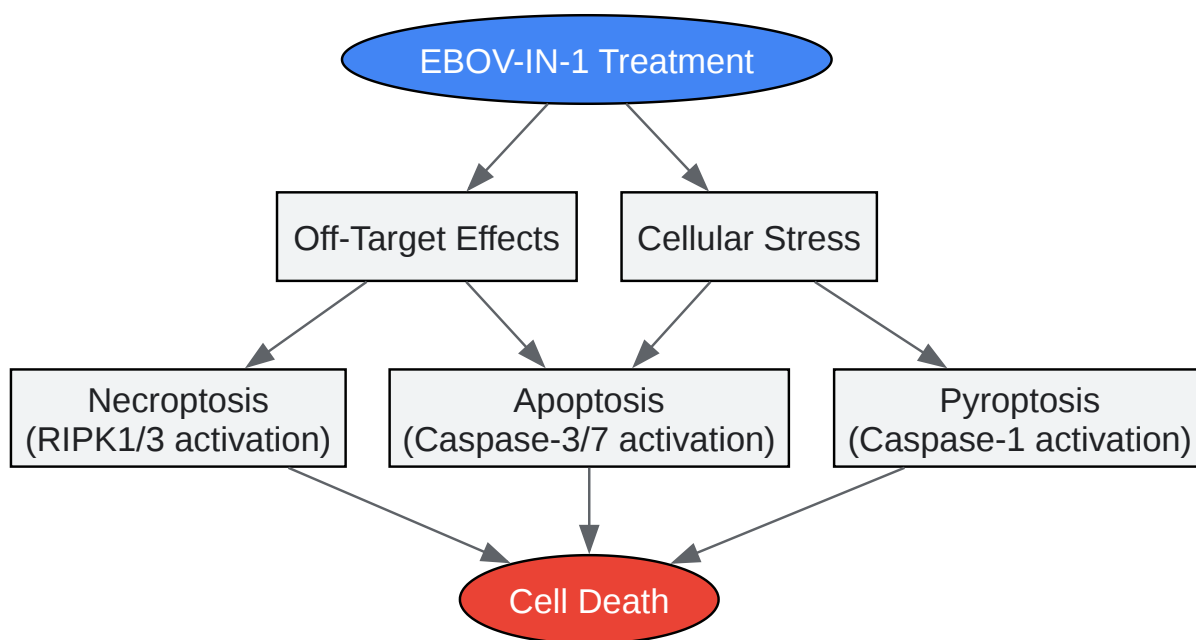 EBOV-IN-1 Treatment
Off-Target Effects
Cellular Stress
Necroptosis
(RIPK1/3 activation)
Apoptosis
(Caspase-3/7 activation)
Pyroptosis
(Caspase-1 activation)
Cell Death